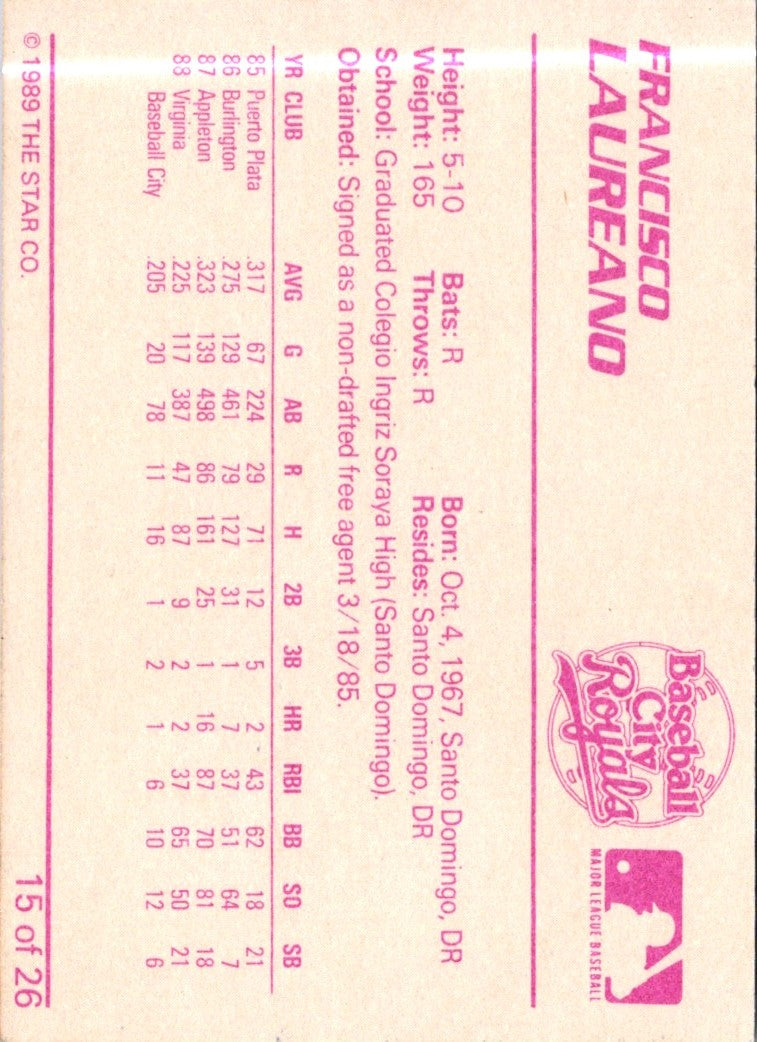 FRANCISCO
LAUREANO
Baseball
City
Royals
MAJOR LEAGUE BASEBALL
Height: 5-10 Bats: R Born: Oct. 4, 1967, Santo Domingo, DR
Weight: 165 Throws: R Resides: Santo Domingo, DR
School: Graduated Colegio Ingriz Soraya High (Santo Domingo).
Obtained: Signed as a non-drafted free agent 3/18/85.
YR CLUB AVG G AB R H 2B 3B HR RBI BB SO SB
85 Puerto Plata .317 67 224 29 71 12 5 2 43 62 18 21
86 Burlington .275 129 461 79 127 31 1 7 37 51 64 7
87 Appleton .323 139 498 86 161 25 1 16 87 70 81 18
88 Virginia .225 117 387 47 87 9 2 2 37 65 50 21
Baseball City .205 20 78 11 16 1 2 1 6 10 12 6
© 1989 THE STAR CO. 15 of 26